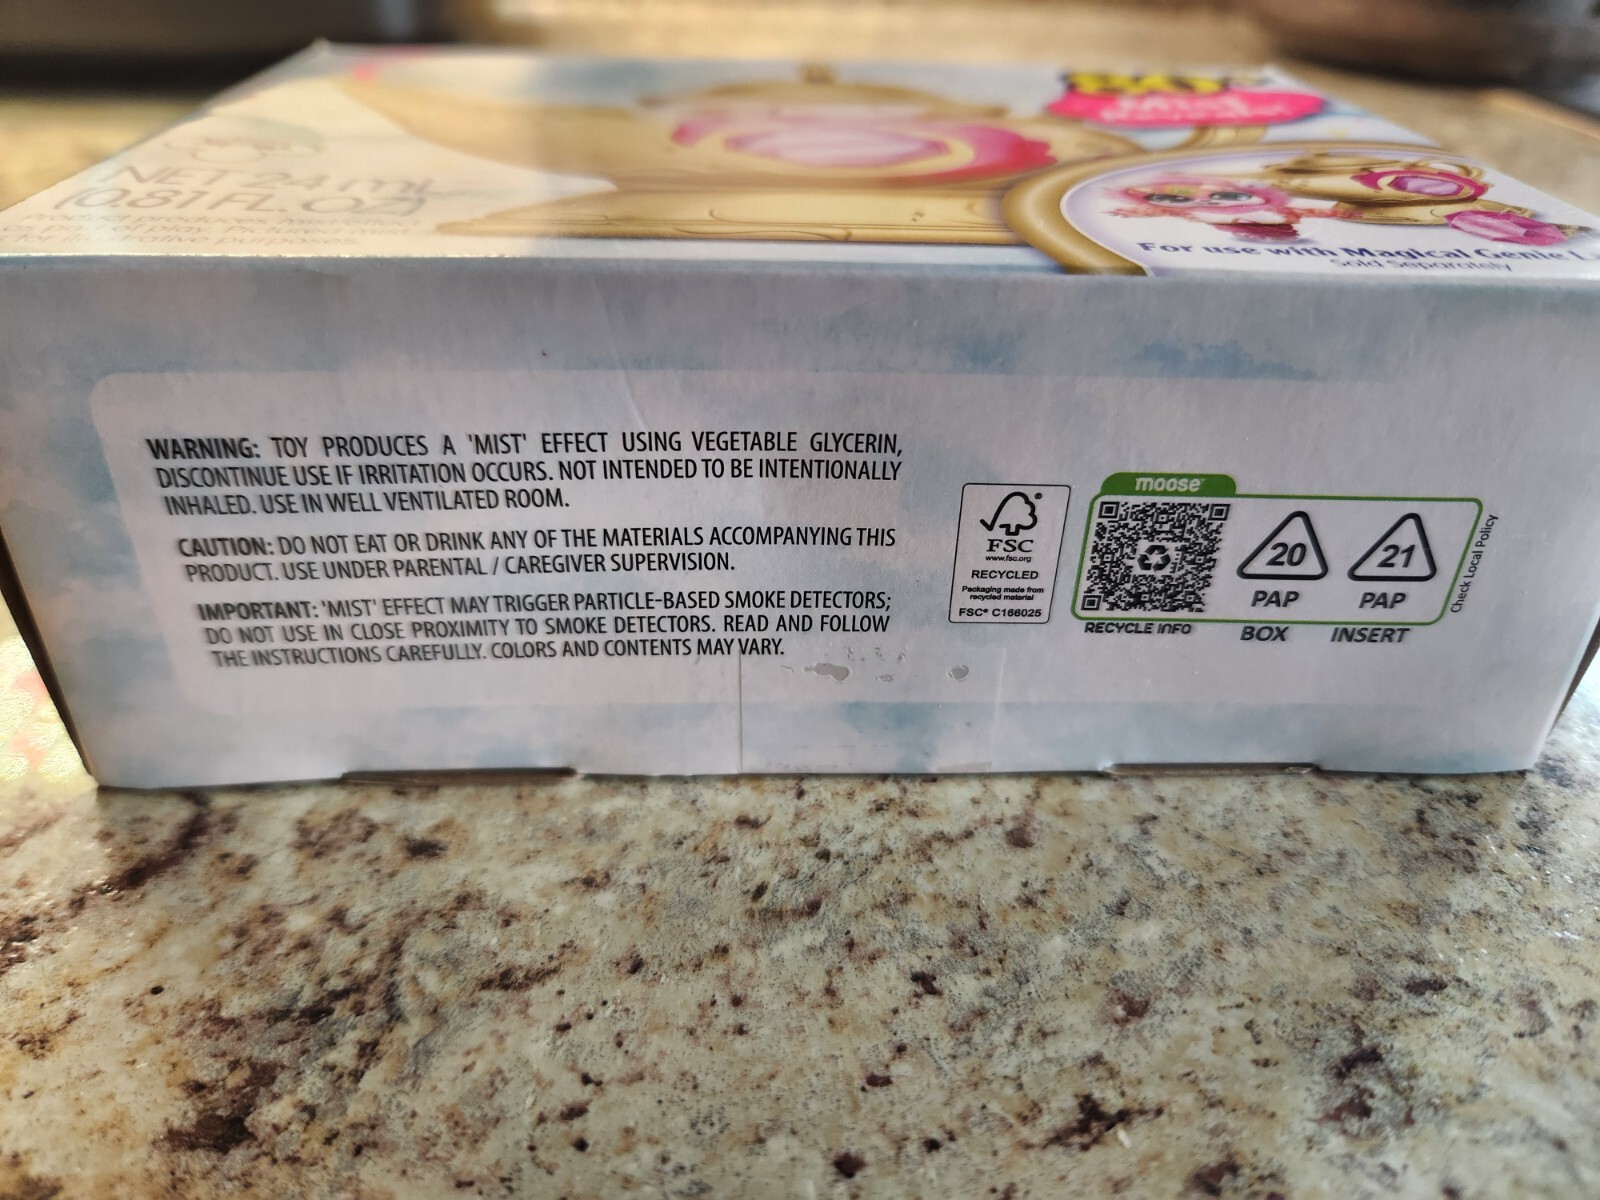 80
Mist
NET 24 mL
(0.81 FL. OZ)
For use with Magical Genie
Sold Separately
WARNING: TOY PRODUCES A 'MIST' EFFECT USING VEGETABLE GLYCERIN,
DISCONTINUE USE IF IRRITATION OCCURS. NOT INTENDED TO BE INTENTIONALLY
INHALED. USE IN WELL VENTILATED ROOM.
CAUTION: DO NOT EAT OR DRINK ANY OF THE MATERIALS ACCOMPANYING THIS
PRODUCT. USE UNDER PARENTAL / CAREGIVER SUPERVISION.
IMPORTANT: 'MIST' EFFECT MAY TRIGGER PARTICLE-BASED SMOKE DETECTORS;
DO NOT USE IN CLOSE PROXIMITY TO SMOKE DETECTORS. READ AND FOLLOW
THE INSTRUCTIONS CAREFULLY. COLORS AND CONTENTS MAY VARY.
FSC®
www.fsc.org
RECYCLED
Packaging made from
recycled material
FSC® C166025
moose™
RECYCLE INFO
20
PAP
BOX
21
PAP
INSERT
Check Local Policy